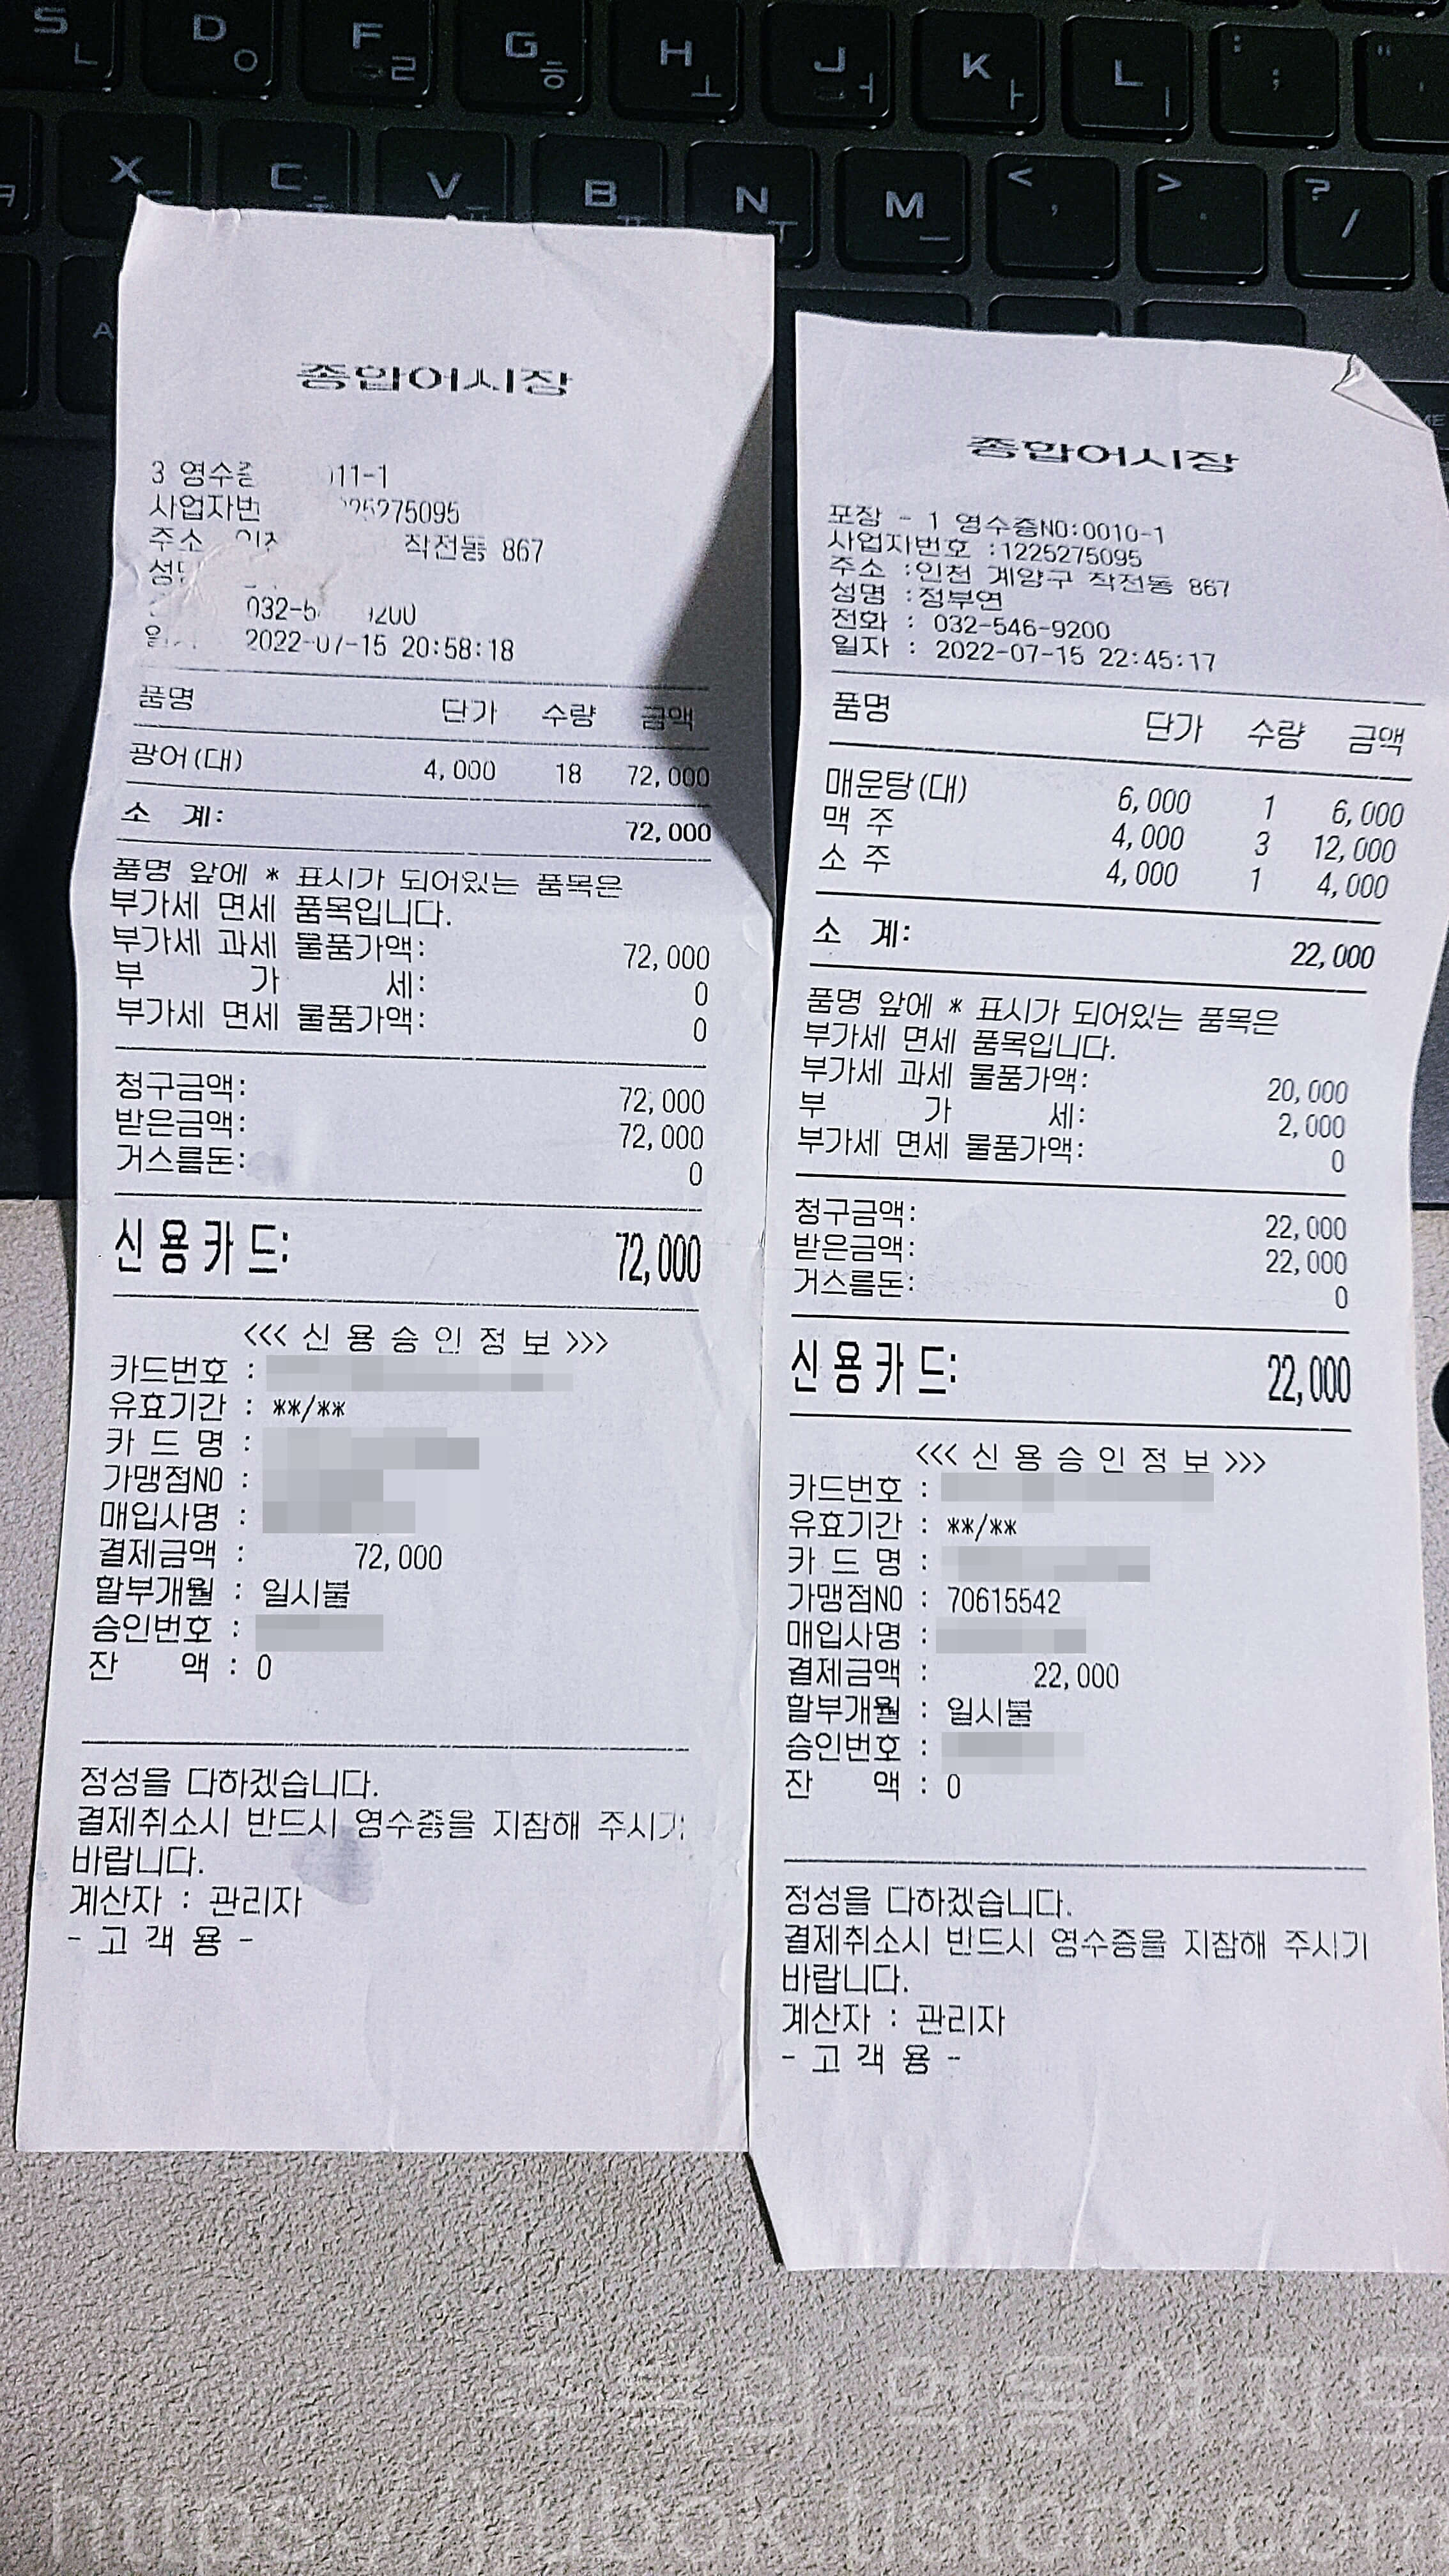 S ㄴ D ㅇ F ㄹ G ㅎ H ㅗ J ㅓ K ㅏ L ㅣ : ;
X C V B N ㅜ M ㅡ < , > . ? /
종합어시장
3 영수증 011-1
사업자번 275095
주소 작전동 867
032-5 9200
2022-07-15 20:58:18
품명 단가 수량 금액
광어(대) 4,000 18 72,000
소 계: 72,000
품명 앞에 * 표시가 되어있는 품목은
부가세 면세 품목입니다.
부가세 과세 물품가액: 72,000
부 가 세: 0
부가세 면세 물품가액: 0
청구금액: 72,000
받은금액: 72,000
거스름돈: 0
신용카드: 72,000
<<< 신 용 승 인 정 보 >>>
카드번호 :
유효기간 : **/**
카 드 명 :
가맹점NO :
매입사명 :
결제금액 : 72,000
할부개월 : 일시불
승인번호 :
잔 액 : 0
정성을 다하겠습니다.
결제취소시 반드시 영수증을 지참해 주시기
바랍니다.
계산자 : 관리자
- 고 객 용 -
종합어시장
포장 - 1 영수증NO:0010-1
사업자번호 :1225275095
주소 :인천 계양구 작전동 867
성명 :정부연
전화 : 032-546-9200
일자 : 2022-07-15 22:45:17
품명 단가 수량 금액
매운탕(대) 6,000 1 6,000
맥 주 4,000 3 12,000
소 주 4,000 1 4,000
소 계: 22,000
품명 앞에 * 표시가 되어있는 품목은
부가세 면세 품목입니다.
부가세 과세 물품가액: 20,000
부 가 세: 2,000
부가세 면세 물품가액: 0
청구금액: 22,000
받은금액: 22,000
거스름돈: 0
신용카드: 22,000
<<< 신 용 승 인 정 보 >>>
카드번호 :
유효기간 : **/**
카 드 명 :
가맹점NO : 70615542
매입사명 :
결제금액 : 22,000
할부개월 : 일시불
승인번호 :
잔 액 : 0
정성을 다하겠습니다.
결제취소시 반드시 영수증을 지참해 주시기
바랍니다.
계산자 : 관리자
- 고 객 용 -